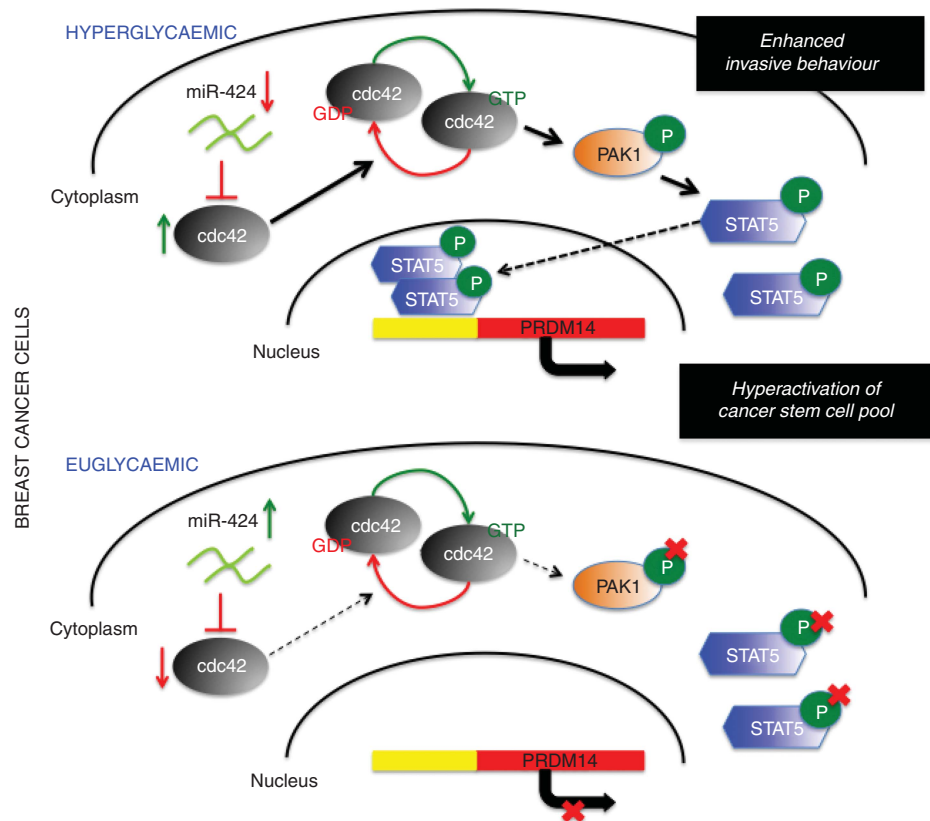 BREAST CANCER CELLS
HYPERGLYCAEMIC
Enhanced
invasive behaviour
miR-424
cdc42
GDP
GTP
cdc42
P
PAK1
Cytoplasm
cdc42
P
STAT5
P
STAT5
P
STAT5
P
STAT5
PRDM14
Nucleus
Hyperactivation of
cancer stem cell pool
EUGLYCAEMIC
miR-424
cdc42
GDP
GTP
cdc42
P
PAK1
Cytoplasm
cdc42
P
STAT5
P
STAT5
PRDM14
Nucleus